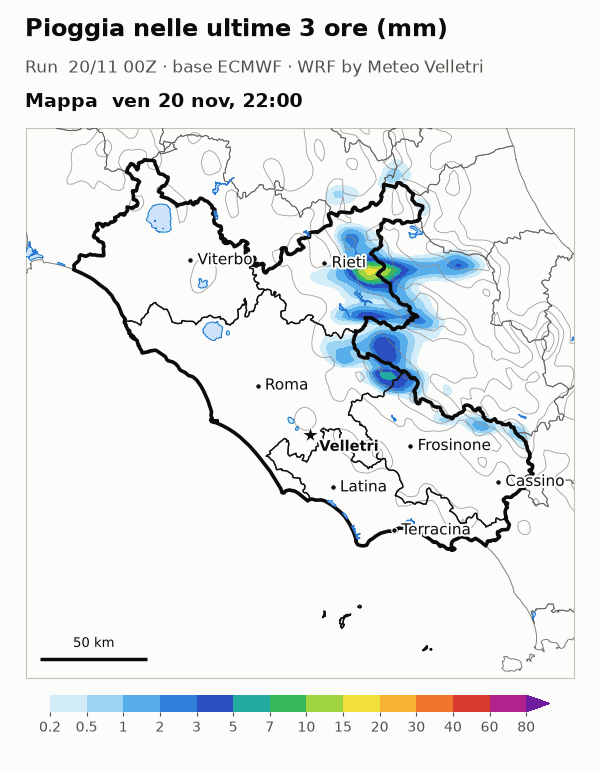 Pioggia nelle ultime 3 ore (mm)
Run  20/11 00Z · base ECMWF · WRF by Meteo Velletri
Mappa  ven 20 nov, 22:00
Viterbo
Rieti
Roma
Velletri
Frosinone
Latina
Cassino
Terracina
50 km
0.2 0.5 1 2 3 5 7 10 15 20 30 40 60 80